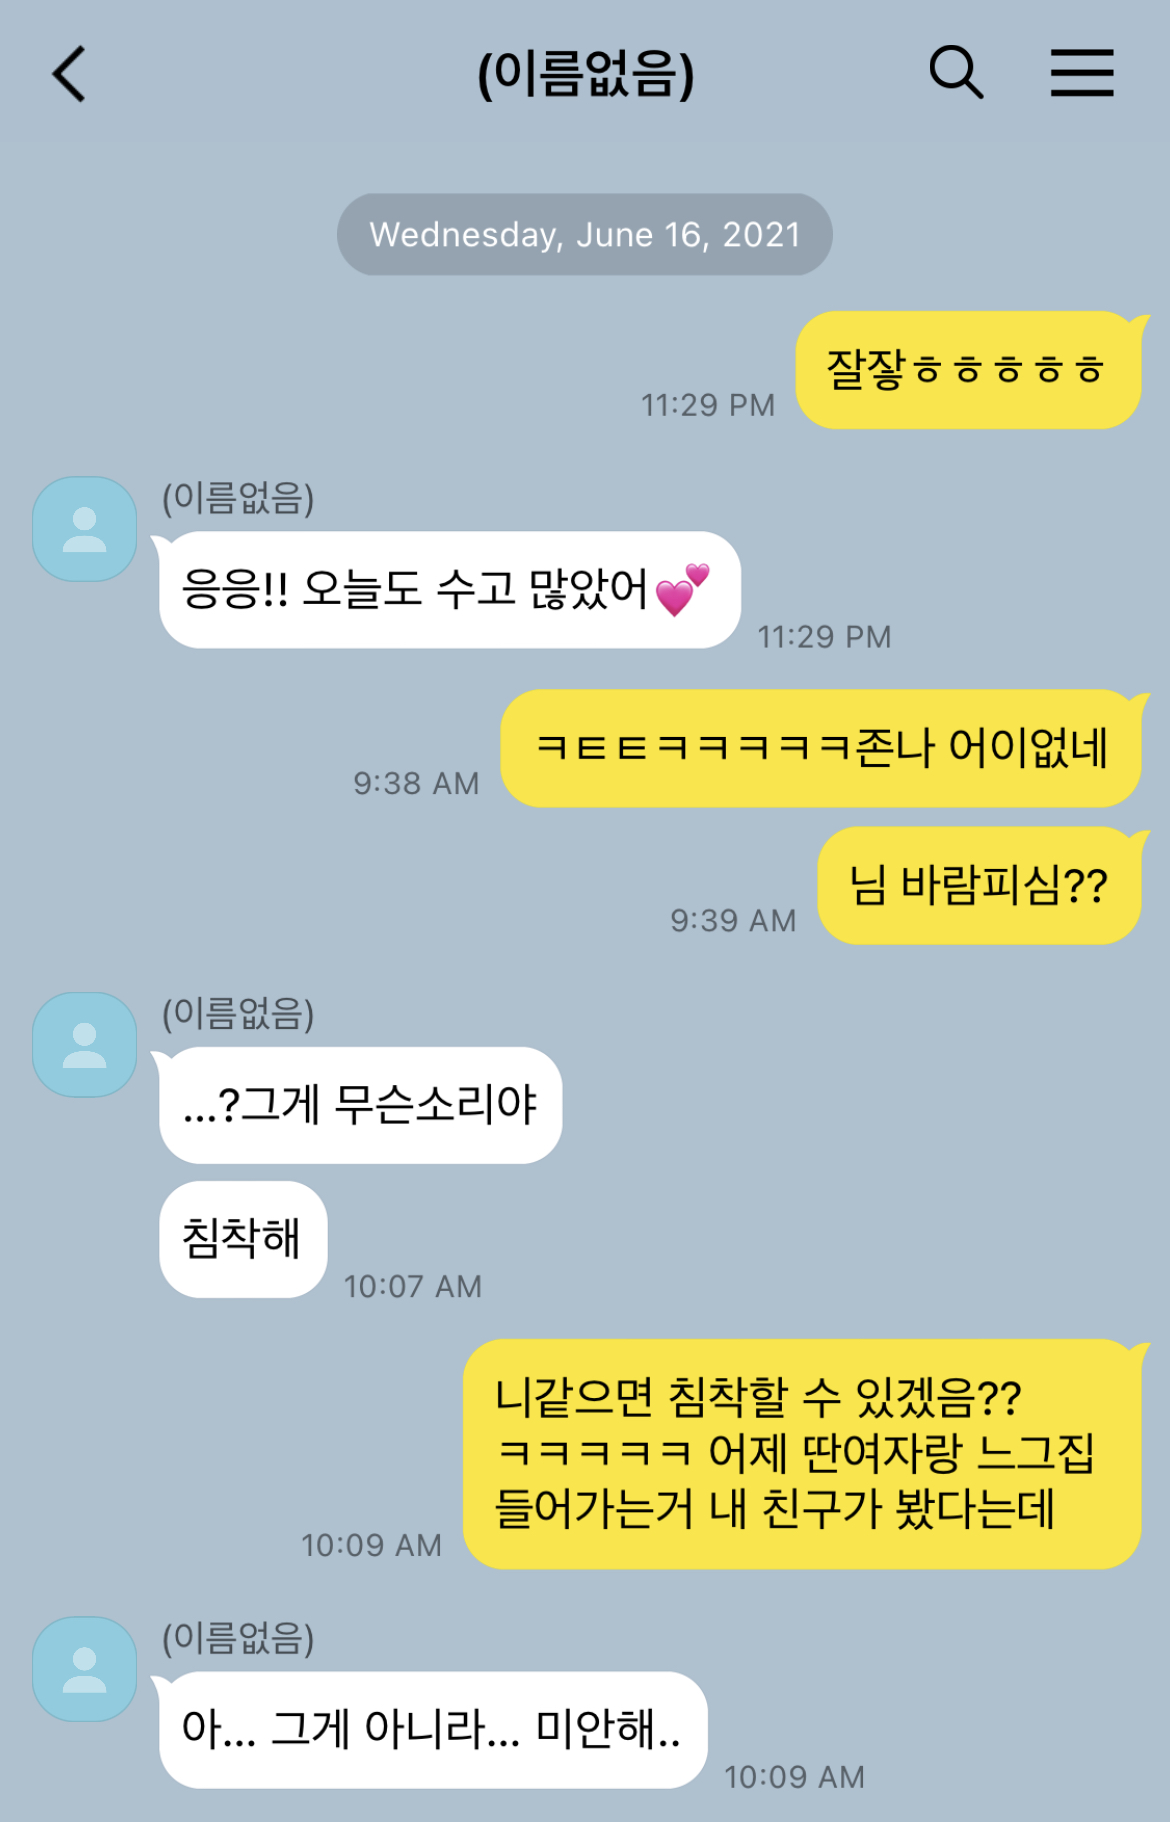 (이름없음)
Wednesday, June 16, 2021
잘쟣ㅎㅎㅎㅎㅎ
11:29 PM
(이름없음)
응응!! 오늘도 수고 많았어💕
11:29 PM
ㅋㅌㅌㅋㅋㅋㅋㅋ존나 어이없네
9:38 AM
님 바람피심??
9:39 AM
(이름없음)
...?그게 무슨소리야
침착해
10:07 AM
니같으면 침착할 수 있겠음??
ㅋㅋㅋㅋㅋ 어제 딴여자랑 느그집
들어가는거 내 친구가 봤다는데
10:09 AM
(이름없음)
아... 그게 아니라... 미안해..
10:09 AM